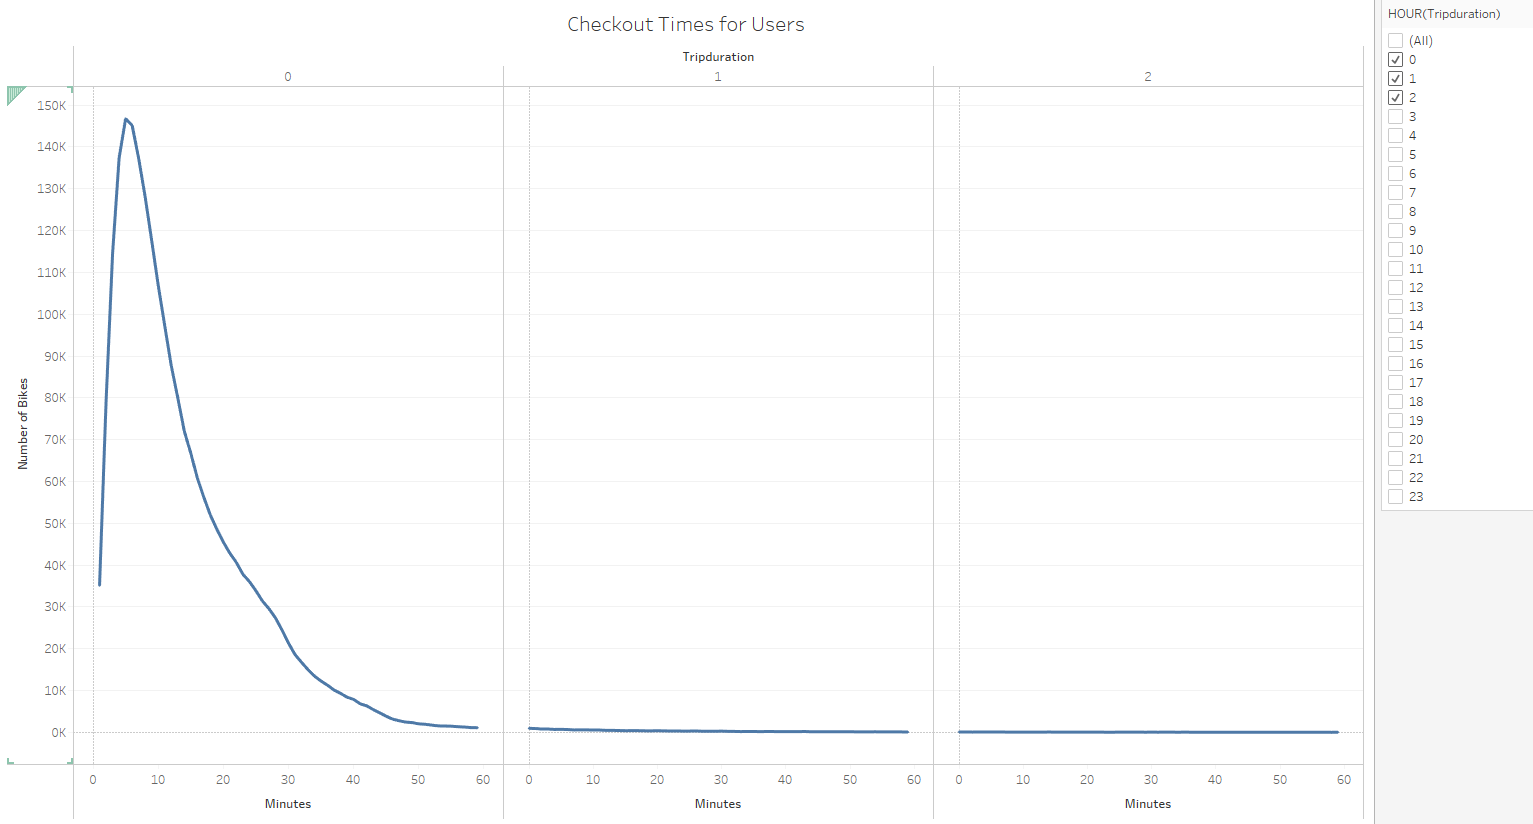 Checkout Times for Users
Tripduration
0 1 2
150K
140K
130K
120K
110K
100K
90K
80K
70K
60K
50K
40K
30K
20K
10K
0K
Number of Bikes
0 10 20 30 40 50 60 0 10 20 30 40 50 60 0 10 20 30 40 50 60
Minutes Minutes Minutes
HOUR(Tripduration)
(All)
0
1
2
3
4
5
6
7
8
9
10
11
12
13
14
15
16
17
18
19
20
21
22
23